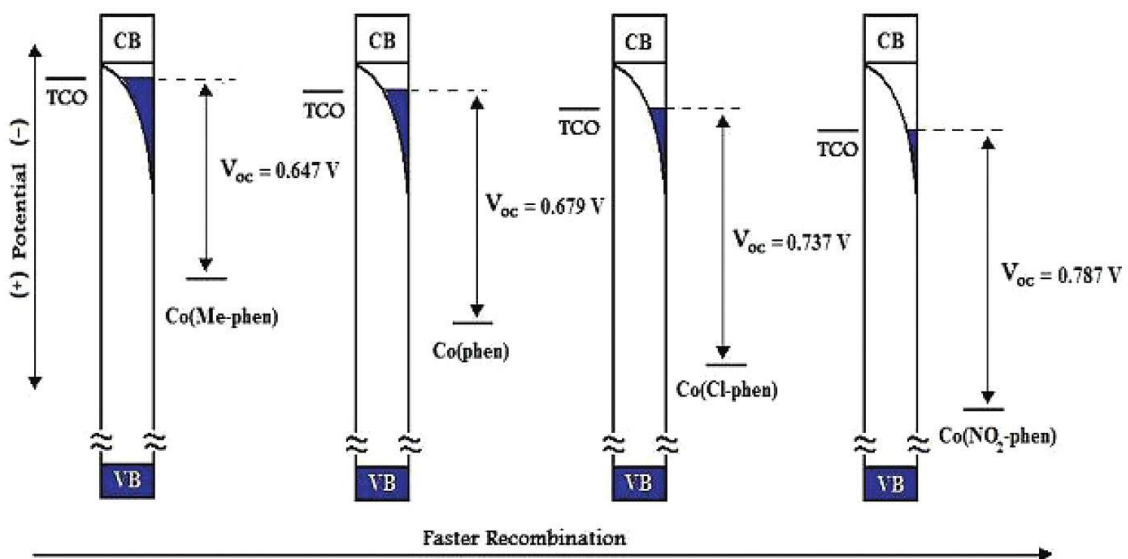 (+) Potential (−)
CB
TCO
V_oc = 0.647 V
Co(Me-phen)
VB
CB
TCO
V_oc = 0.679 V
Co(phen)
VB
CB
TCO
V_oc = 0.737 V
Co(Cl-phen)
VB
CB
TCO
V_oc = 0.787 V
Co(NO₂-phen)
VB
Faster Recombination